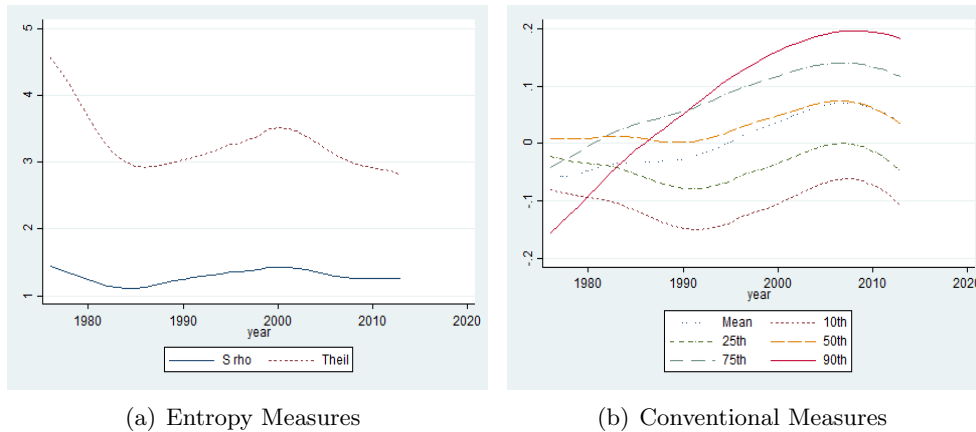 5
4
3
2
1
1980 1990 2000 2010 2020
year
S rho Theil
(a) Entropy Measures
.2
.1
0
-.1
-.2
1980 1990 2000 2010 2020
year
Mean 10th
25th 50th
75th 90th
(b) Conventional Measures